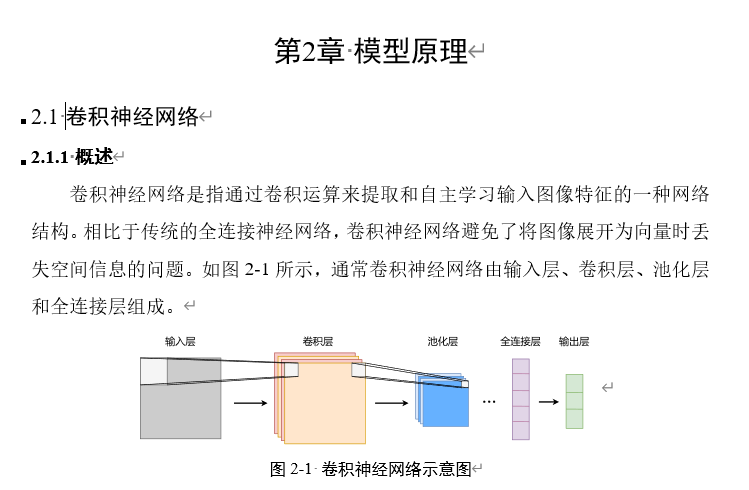 第2章 模型原理
2.1 卷积神经网络
2.1.1 概述
卷积神经网络是指通过卷积运算来提取和自主学习输入图像特征的一种网络
结构。相比于传统的全连接神经网络，卷积神经网络避免了将图像展开为向量时丢
失空间信息的问题。如图 2-1 所示，通常卷积神经网络由输入层、卷积层、池化层
和全连接层组成。
输入层 卷积层 池化层 全连接层 输出层
...
图 2-1 卷积神经网络示意图